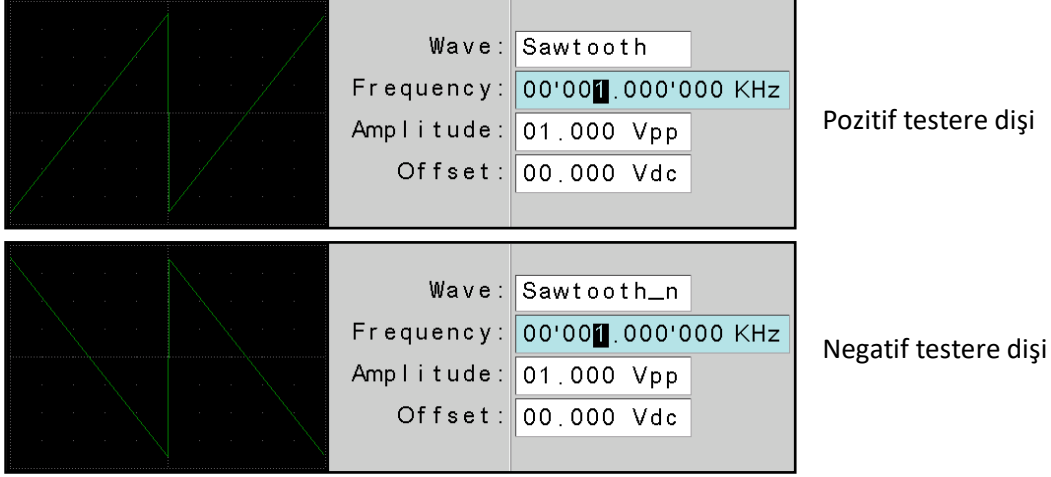 Wave: Sawtooth
Frequency: 00'001.000'000 KHz
Amplitude: 01.000 Vpp
Offset: 00.000 Vdc
Pozitif testere dişi
Wave: Sawtooth_n
Frequency: 00'001.000'000 KHz
Amplitude: 01.000 Vpp
Offset: 00.000 Vdc
Negatif testere dişi